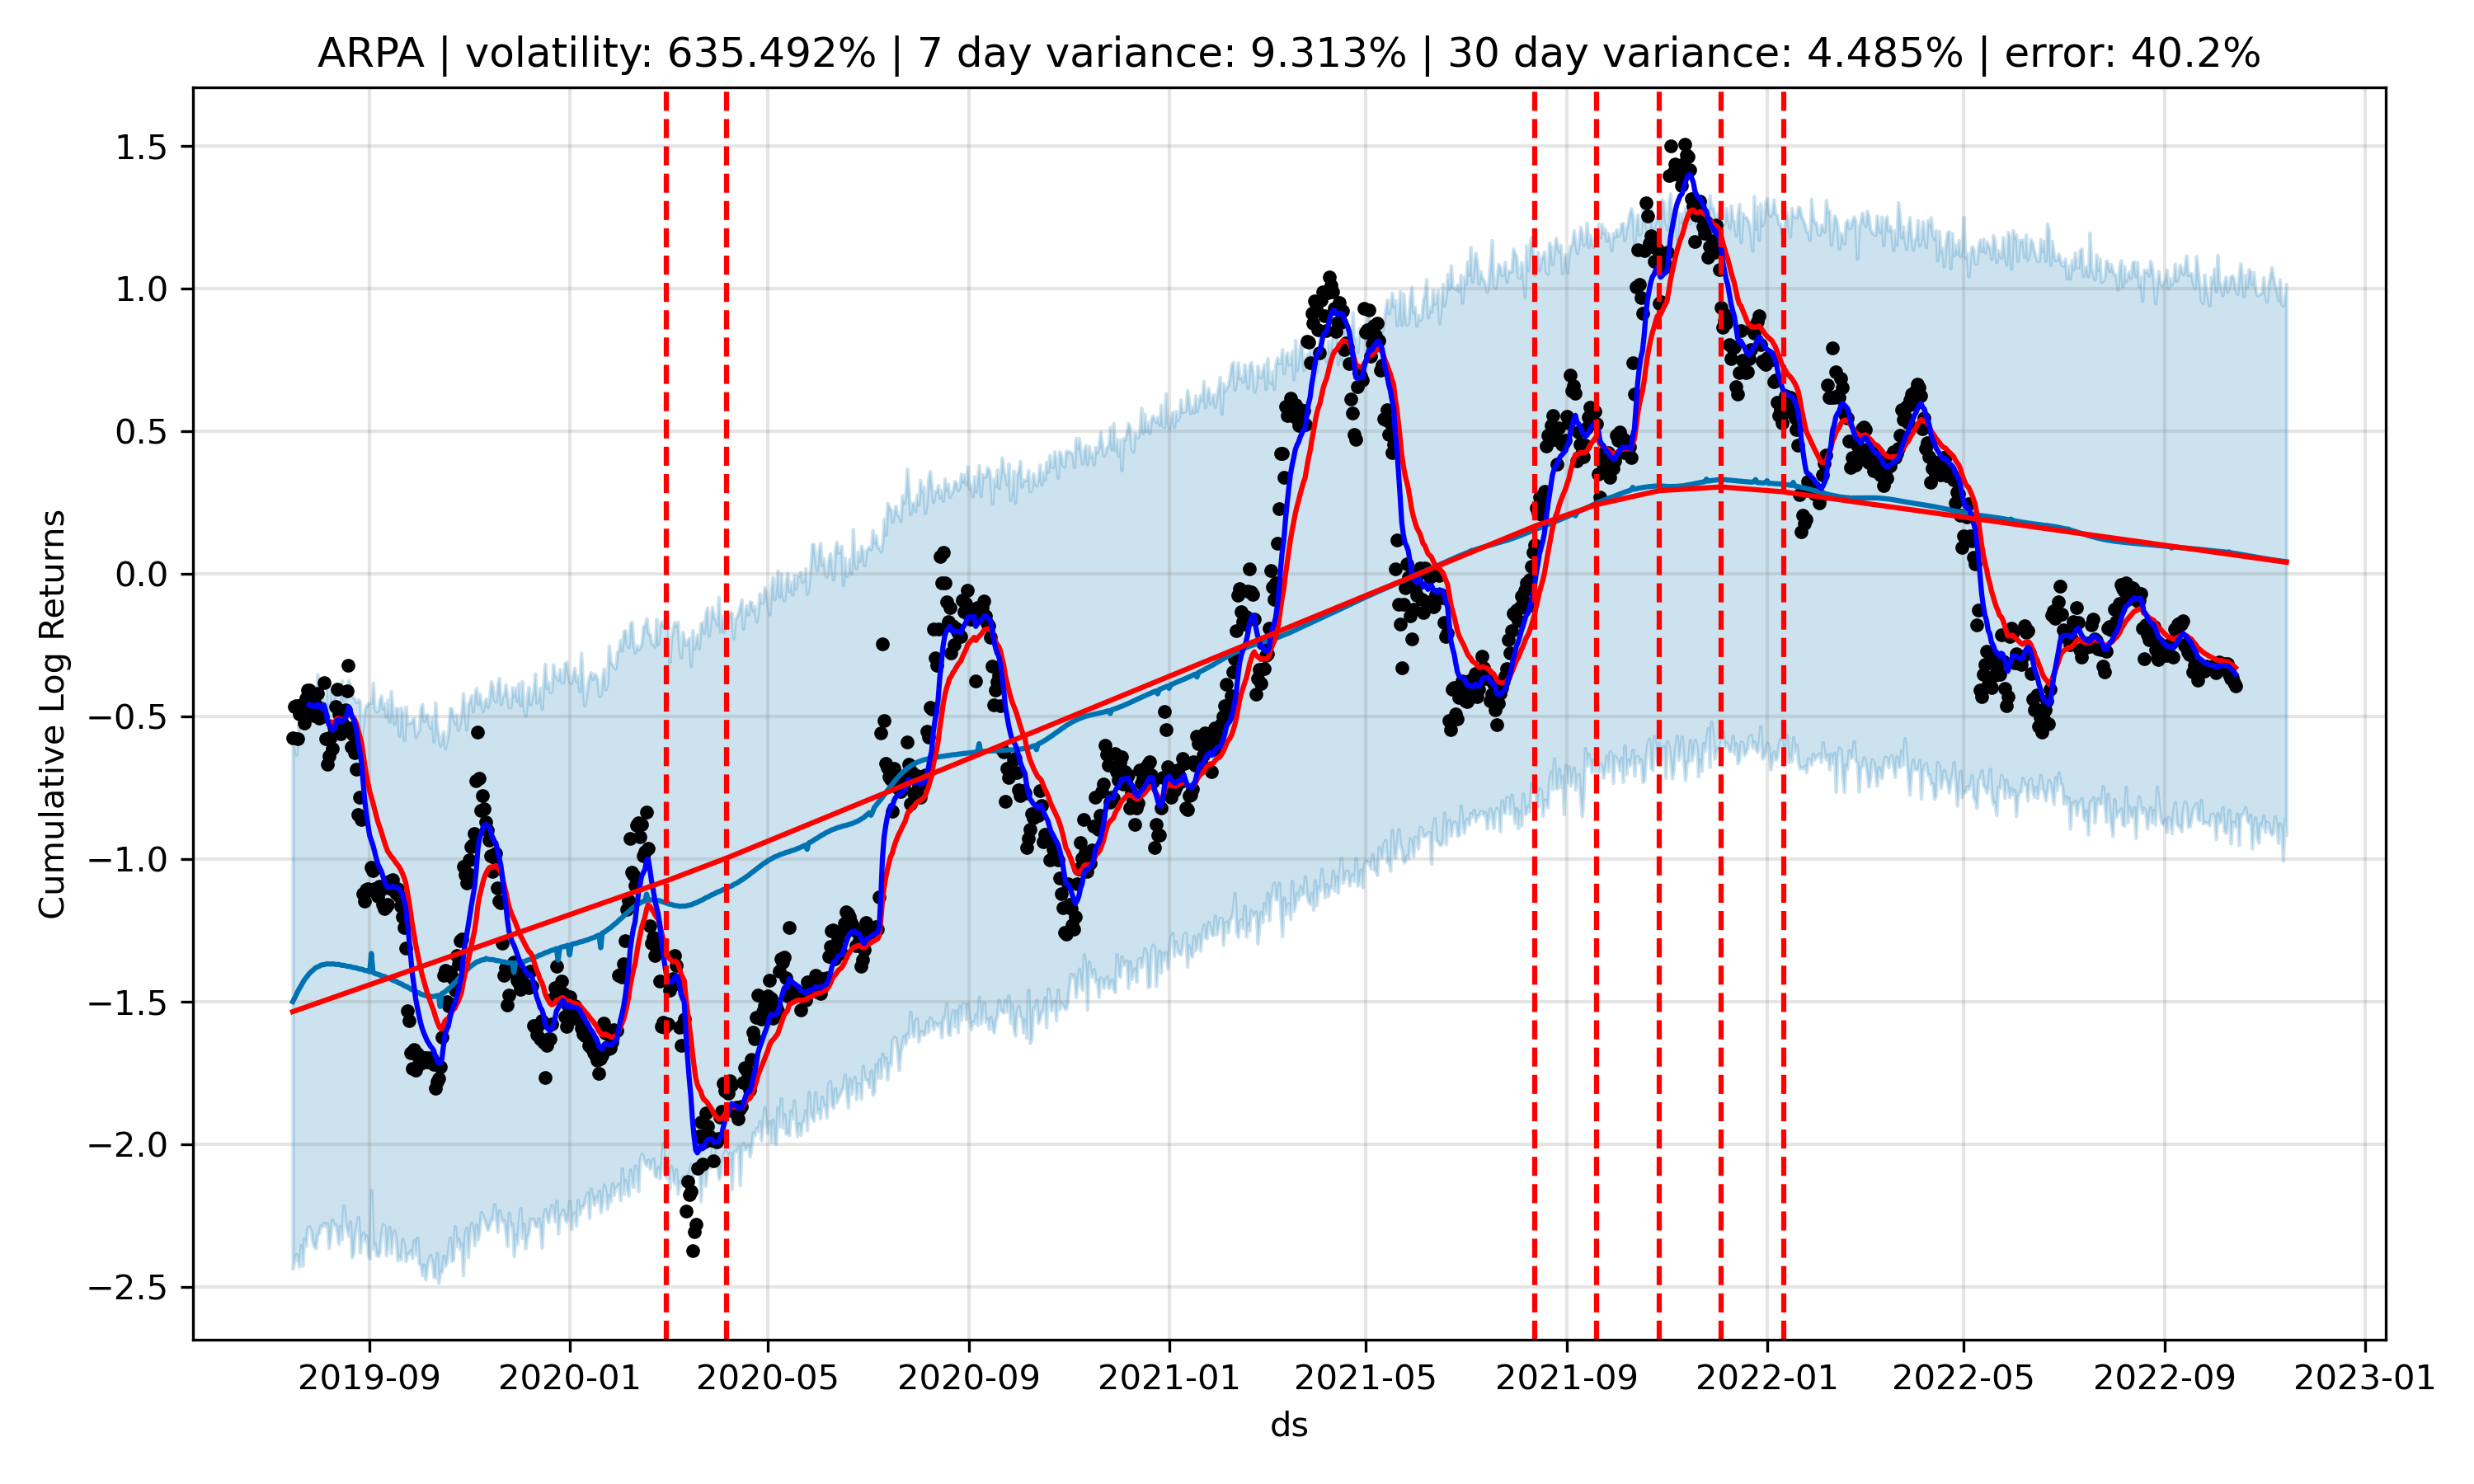 ARPA | volatility: 635.492% | 7 day variance: 9.313% | 30 day variance: 4.485% | error: 40.2%
Cumulative Log Returns
1.5
1.0
0.5
0.0
−0.5
−1.0
−1.5
−2.0
−2.5
2019-09 2020-01 2020-05 2020-09 2021-01 2021-05 2021-09 2022-01 2022-05 2022-09 2023-01
ds